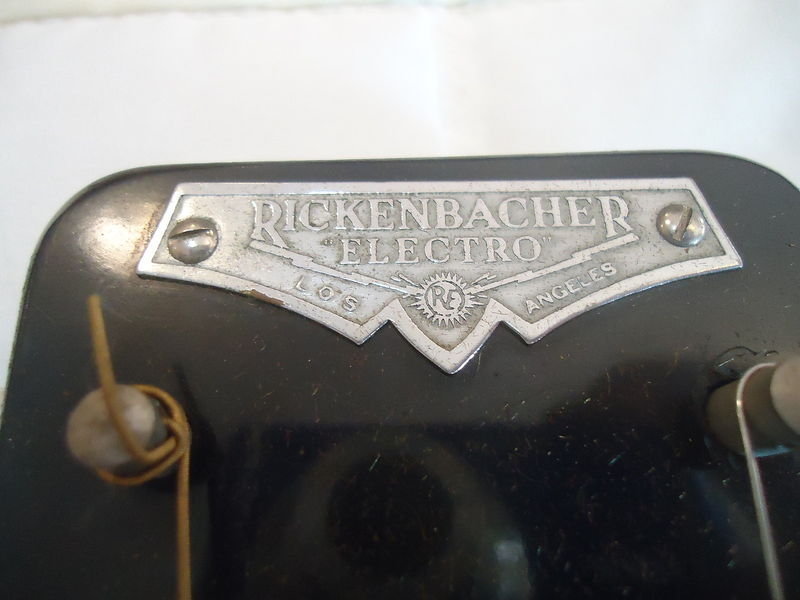 RICKENBACHER
"ELECTRO"
LOS ANGELES
RE